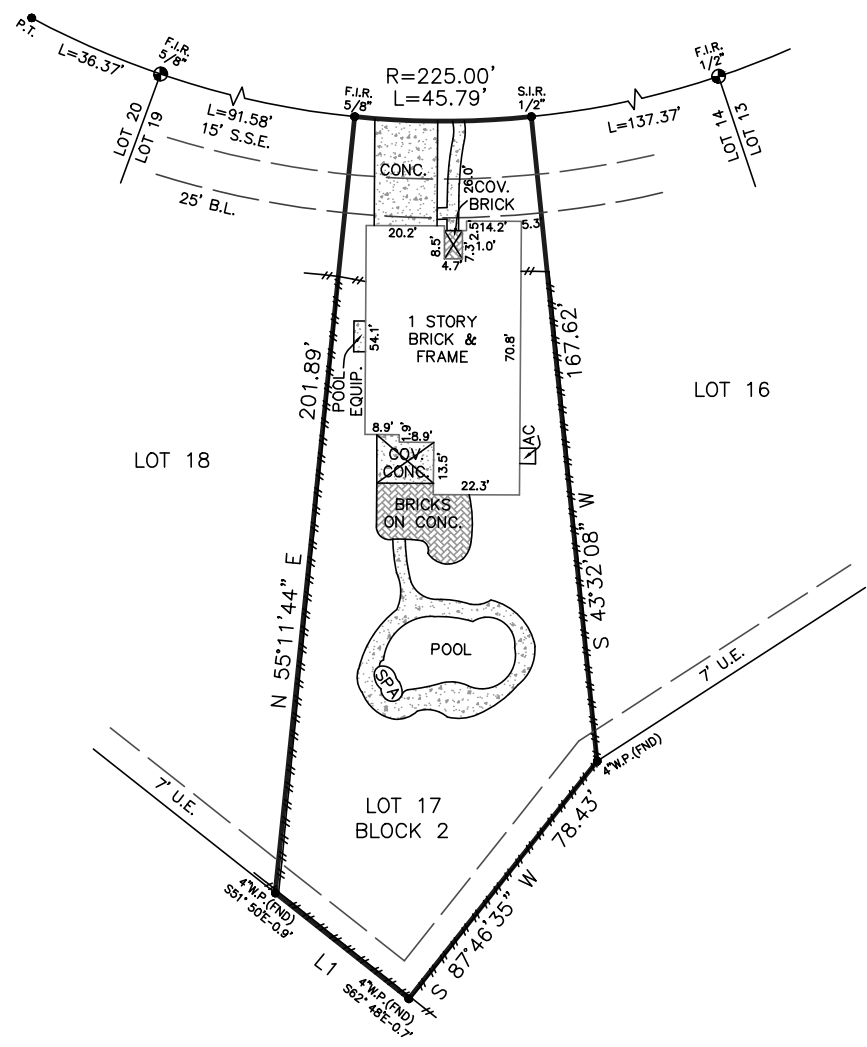 P.T.
L=36.37'
F.I.R.
5/8"
L=91.58'
15' S.S.E.
LOT 20
LOT 19
25' B.L.
F.I.R.
5/8"
R=225.00'
L=45.79'
S.I.R.
1/2"
L=137.37'
F.I.R.
1/2"
LOT 14
LOT 13
CONC.
26.0'
COV.
BRICK
20.2'
8.5'
4.7'
7.3'
2.5'
14.2'
1.0'
5.3'
1 STORY
BRICK &
FRAME
54.1'
70.8'
POOL
EQUIP.
201.89'
167.62'
LOT 16
LOT 18
8.9'
1.9'
8.9'
COV.
CONC.
13.5'
22.3'
AC
BRICKS
ON CONC.
N 55°11'44" E
S 43°32'08" W
POOL
SPA
7' U.E.
7' U.E.
4"W.P.(FND)
LOT 17
BLOCK 2
78.43'
S 87°46'35" W
4"W.P.(FND)
S51° 50'E-0.9'
L1
4"W.P.(FND)
S62° 48'E-0.7'